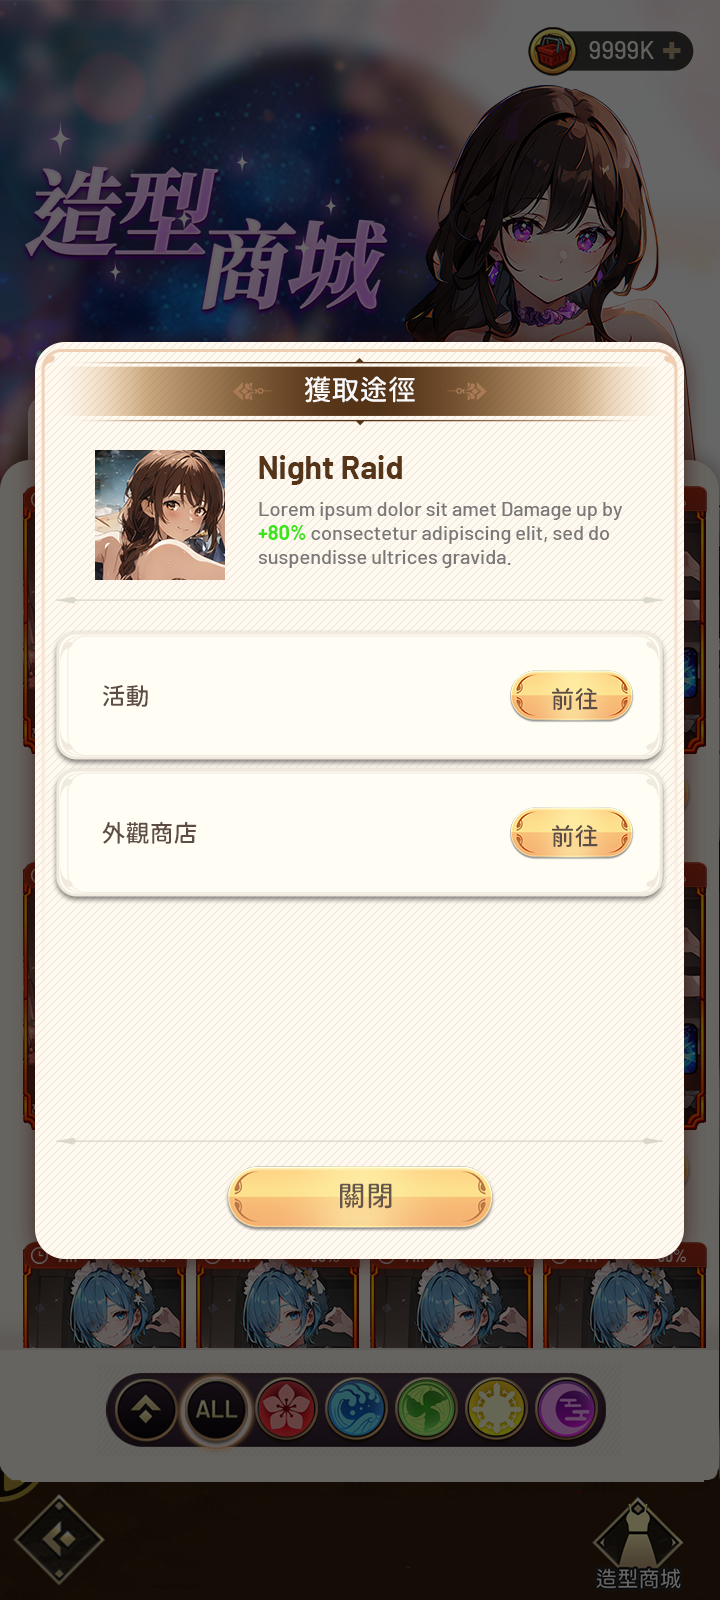 9999K
造型
商城
獲取途徑
Night Raid
Lorem ipsum dolor sit amet Damage up by
+80% consectetur adipiscing elit, sed do
suspendisse ultrices gravida.
活動
前往
外觀商店
前往
關閉
ALL
造型商城